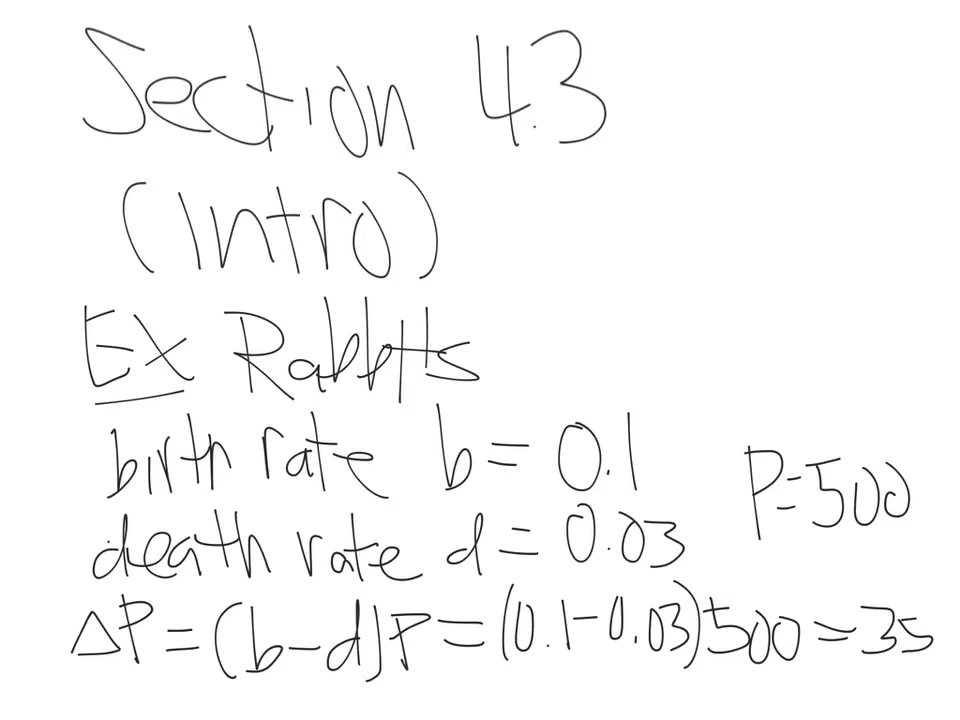 Section 4.3
(Intro)
Ex Rabbits
birth rate b = 0.1
P=500
death rate d = 0.03
ΔP = (b-d)P = (0.1-0.03)500 = 35